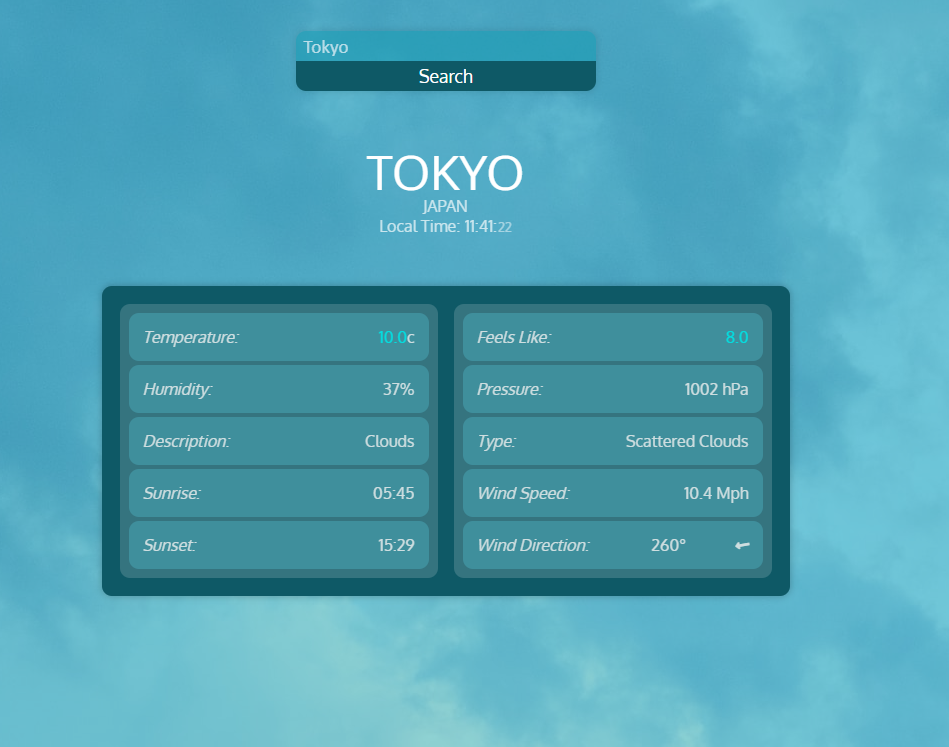 Tokyo
Search
TOKYO
JAPAN
Local Time: 11:41:22
Temperature: 10.0c
Humidity: 37%
Description: Clouds
Sunrise: 05:45
Sunset: 15:29
Feels Like: 8.0
Pressure: 1002 hPa
Type: Scattered Clouds
Wind Speed: 10.4 Mph
Wind Direction: 260°